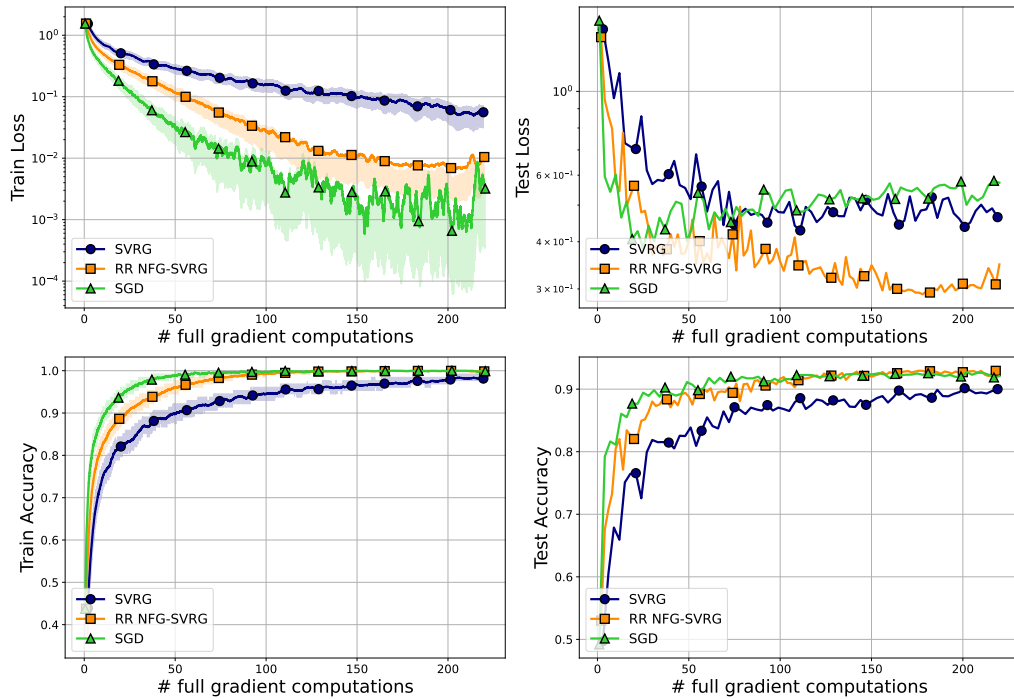 Train Loss
10⁰
10⁻¹
10⁻²
10⁻³
10⁻⁴
SVRG
RR NFG-SVRG
SGD
0 50 100 150 200
# full gradient computations
Test Loss
10⁰
6 × 10⁻¹
4 × 10⁻¹
3 × 10⁻¹
SVRG
RR NFG-SVRG
SGD
0 50 100 150 200
# full gradient computations
Train Accuracy
1.0
0.9
0.8
0.7
0.6
0.5
0.4
SVRG
RR NFG-SVRG
SGD
0 50 100 150 200
# full gradient computations
Test Accuracy
0.9
0.8
0.7
0.6
0.5
SVRG
RR NFG-SVRG
SGD
0 50 100 150 200
# full gradient computations